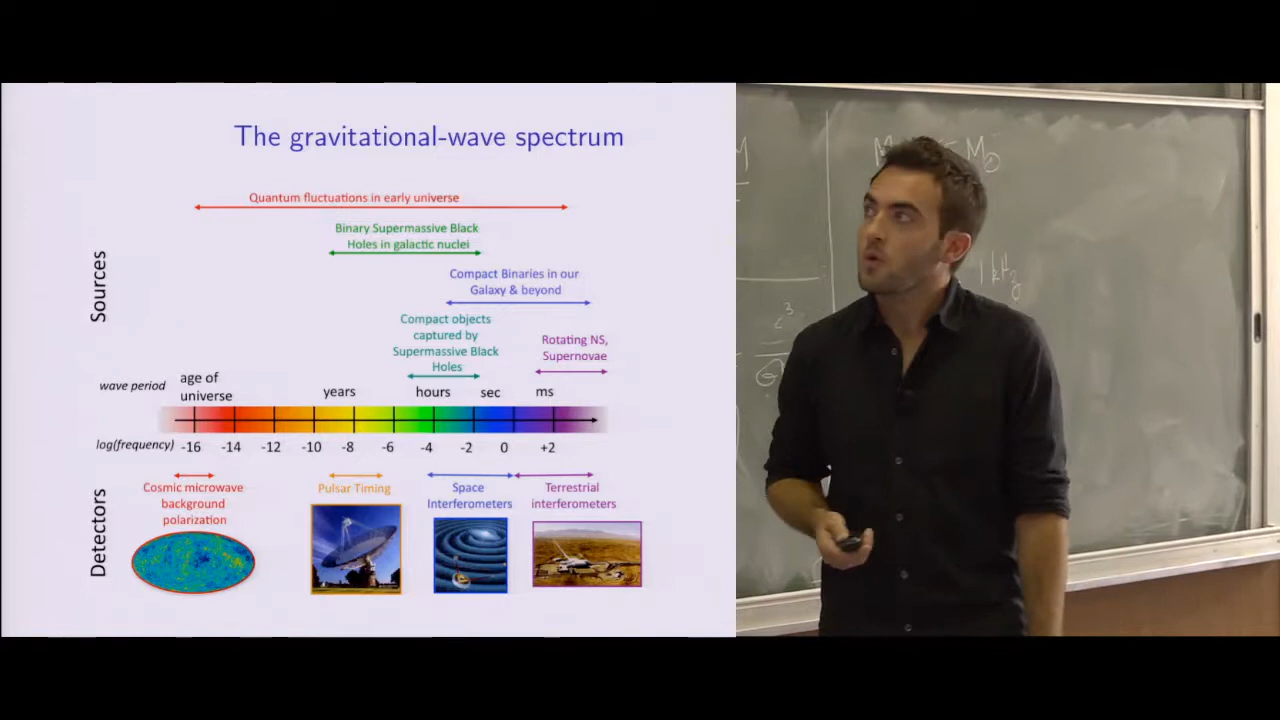 The gravitational-wave spectrum
Quantum fluctuations in early universe
Binary Supermassive Black
Holes in galactic nuclei
Compact Binaries in our
Galaxy & beyond
Compact objects
captured by
Supermassive Black
Holes
Rotating NS,
Supernovae
Sources
wave period
age of
universe
years
hours
sec
ms
log(frequency)
-16 -14 -12 -10 -8 -6 -4 -2 0 +2
Detectors
Cosmic microwave
background
polarization
Pulsar Timing
Space
Interferometers
Terrestrial
interferometers
M
M☉
1 kHz
c³